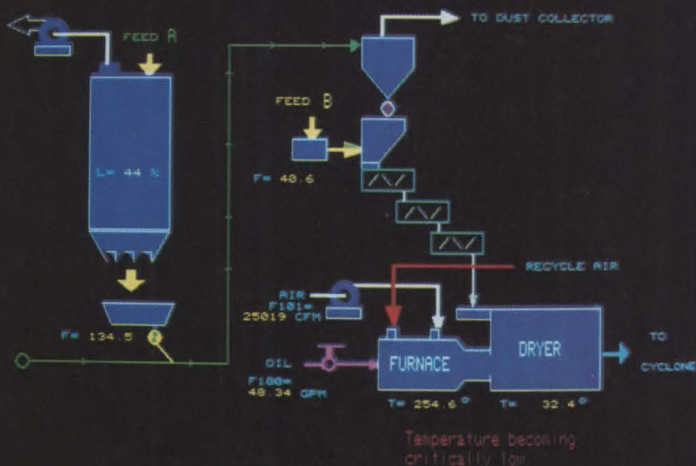 TO DUST COLLECTOR
FEED A
FEED B
L= 44 %
F= 40.6
RECYCLE AIR
AIR
F101=
25019 CFM
F= 134.5
OIL
F100=
48.34 GPM
FURNACE
DRYER
TO
CYCLONE
T= 254.6°
T= 32.4°
Temperature becoming
critically low